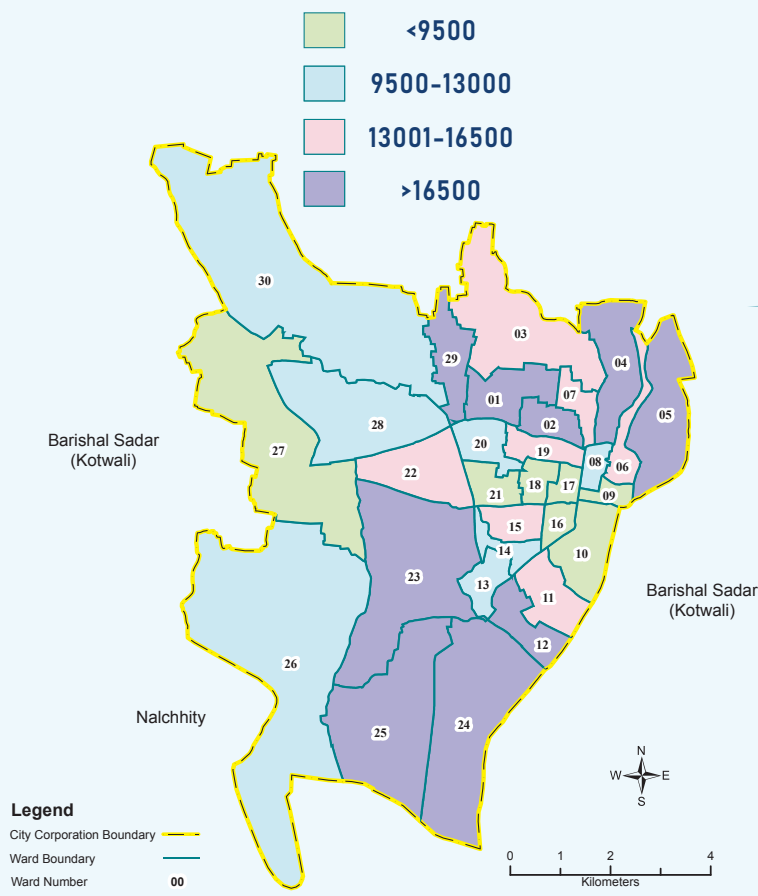 <9500
9500-13000
13001-16500
>16500
30
03
29
04
01
07
05
02
28
20
19
27
08
06
22
21
18
17
09
15
16
14
10
23
13
11
12
26
25
24
Barishal Sadar
(Kotwali)
Barishal Sadar
(Kotwali)
Nalchhity
N
W E
S
Legend
City Corporation Boundary
Ward Boundary
Ward Number 00
0 1 2 4
Kilometers